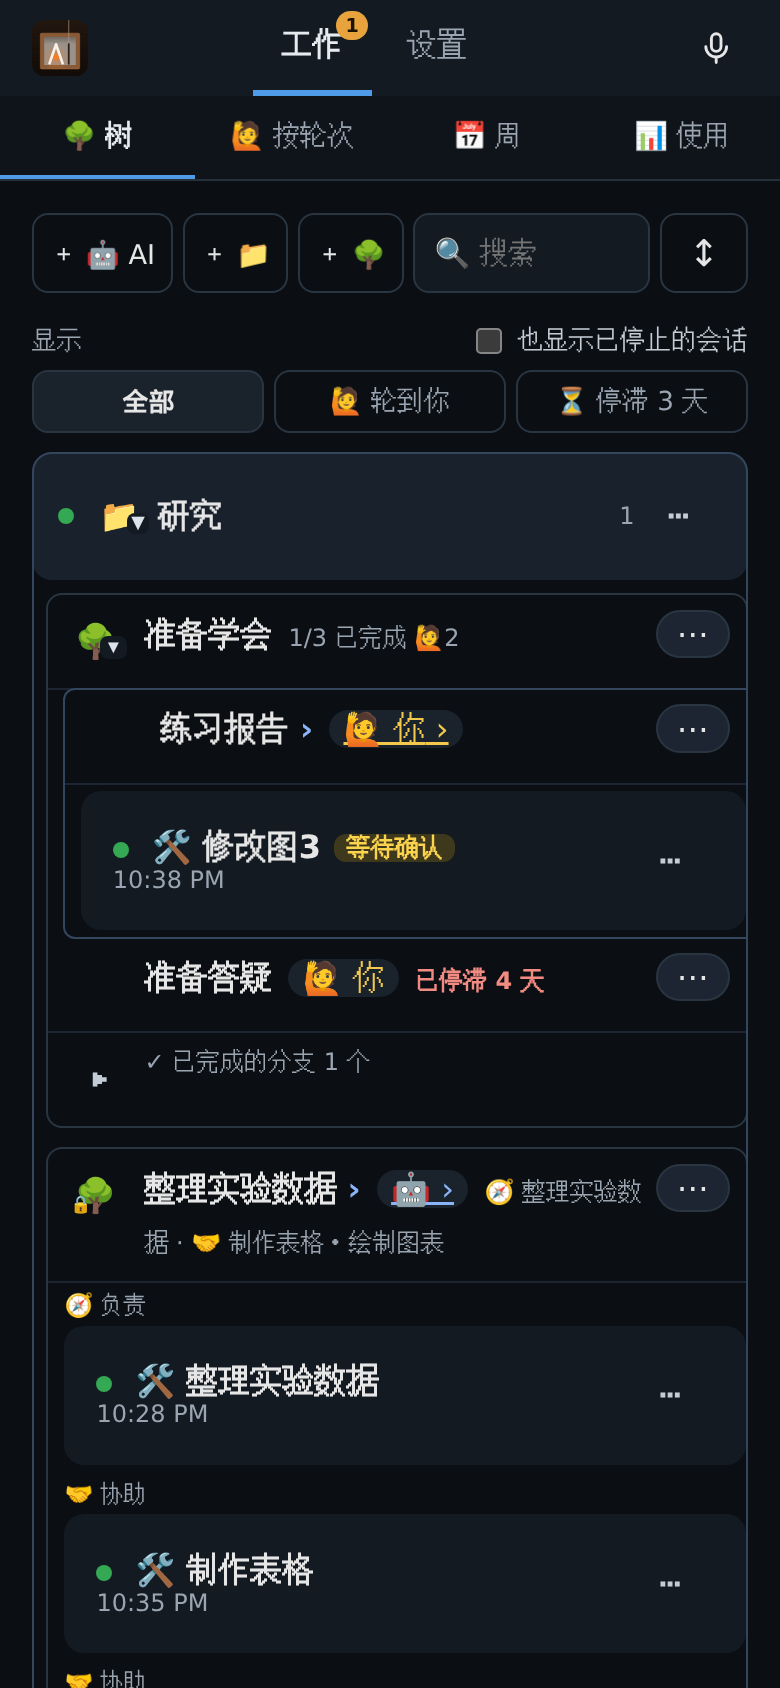 工作 1 设置
树 按轮次 周 使用
+ AI + + 搜索
显示 也显示已停止的会话
全部 轮到你 停滞 3 天
研究 1 ...
准备学会 1/3 已完成 2 ...
练习报告 › 你 › ...
修改图3 等待确认 ...
10:38 PM
准备答疑 你 已停滞 4 天 ...
✓ 已完成的分支 1 个
整理实验数据 › › 整理实验数 ...
据 · 制作表格 • 绘制图表
负责
整理实验数据 ...
10:28 PM
协助
制作表格 ...
10:35 PM
协助